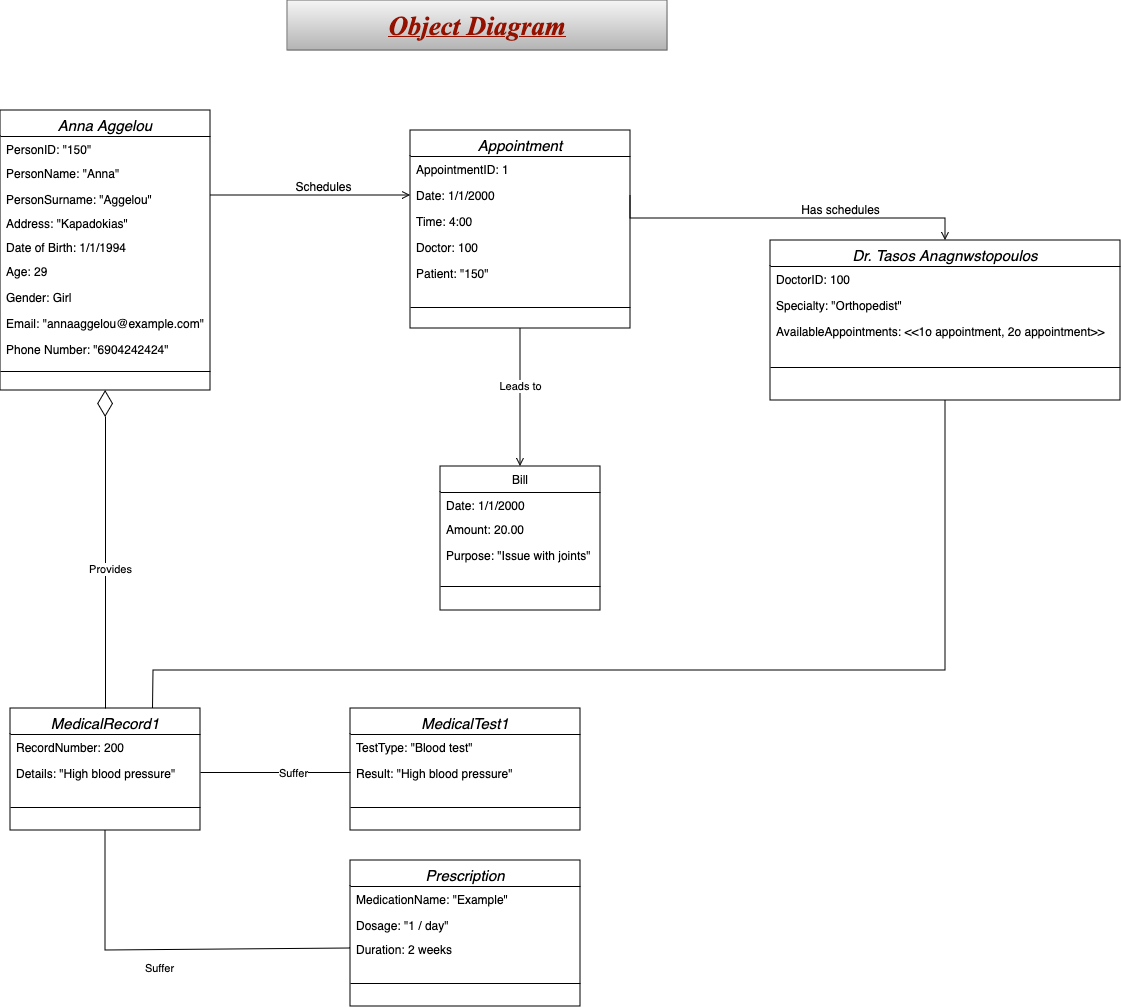 Object Diagram
Anna Aggelou
PersonID: "150"
PersonName: "Anna"
PersonSurname: "Aggelou"
Address: "Kapadokias"
Date of Birth: 1/1/1994
Age: 29
Gender: Girl
Email: "annaaggelou@example.com"
Phone Number: "6904242424"
Schedules
Appointment
AppointmentID: 1
Date: 1/1/2000
Time: 4:00
Doctor: 100
Patient: "150"
Has schedules
Dr. Tasos Anagnwstopoulos
DoctorID: 100
Specialty: "Orthopedist"
AvailableAppointments: <<1o appointment, 2o appointment>>
Leads to
Bill
Date: 1/1/2000
Amount: 20.00
Purpose: "Issue with joints"
Provides
MedicalRecord1
RecordNumber: 200
Details: "High blood pressure"
Suffer
MedicalTest1
TestType: "Blood test"
Result: "High blood pressure"
Prescription
MedicationName: "Example"
Dosage: "1 / day"
Duration: 2 weeks
Suffer